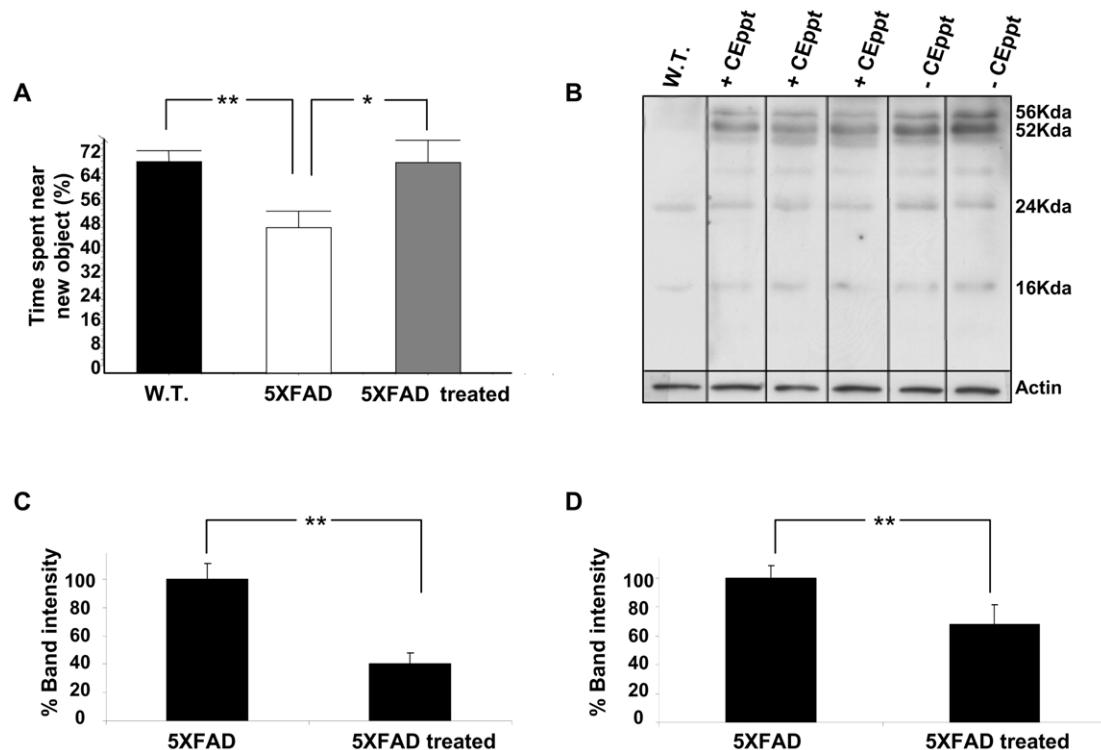 A
Time spent near
new object (%)
72
64
56
48
40
32
24
16
8
0
**
*
W.T.
5XFAD
5XFAD treated
B
W.T.
+ CEppt
+ CEppt
+ CEppt
- CEppt
- CEppt
56Kda
52Kda
24Kda
16Kda
Actin
C
% Band intensity
100
80
60
40
20
0
**
5XFAD
5XFAD treated
D
% Band intensity
100
80
60
40
20
0
**
5XFAD
5XFAD treated